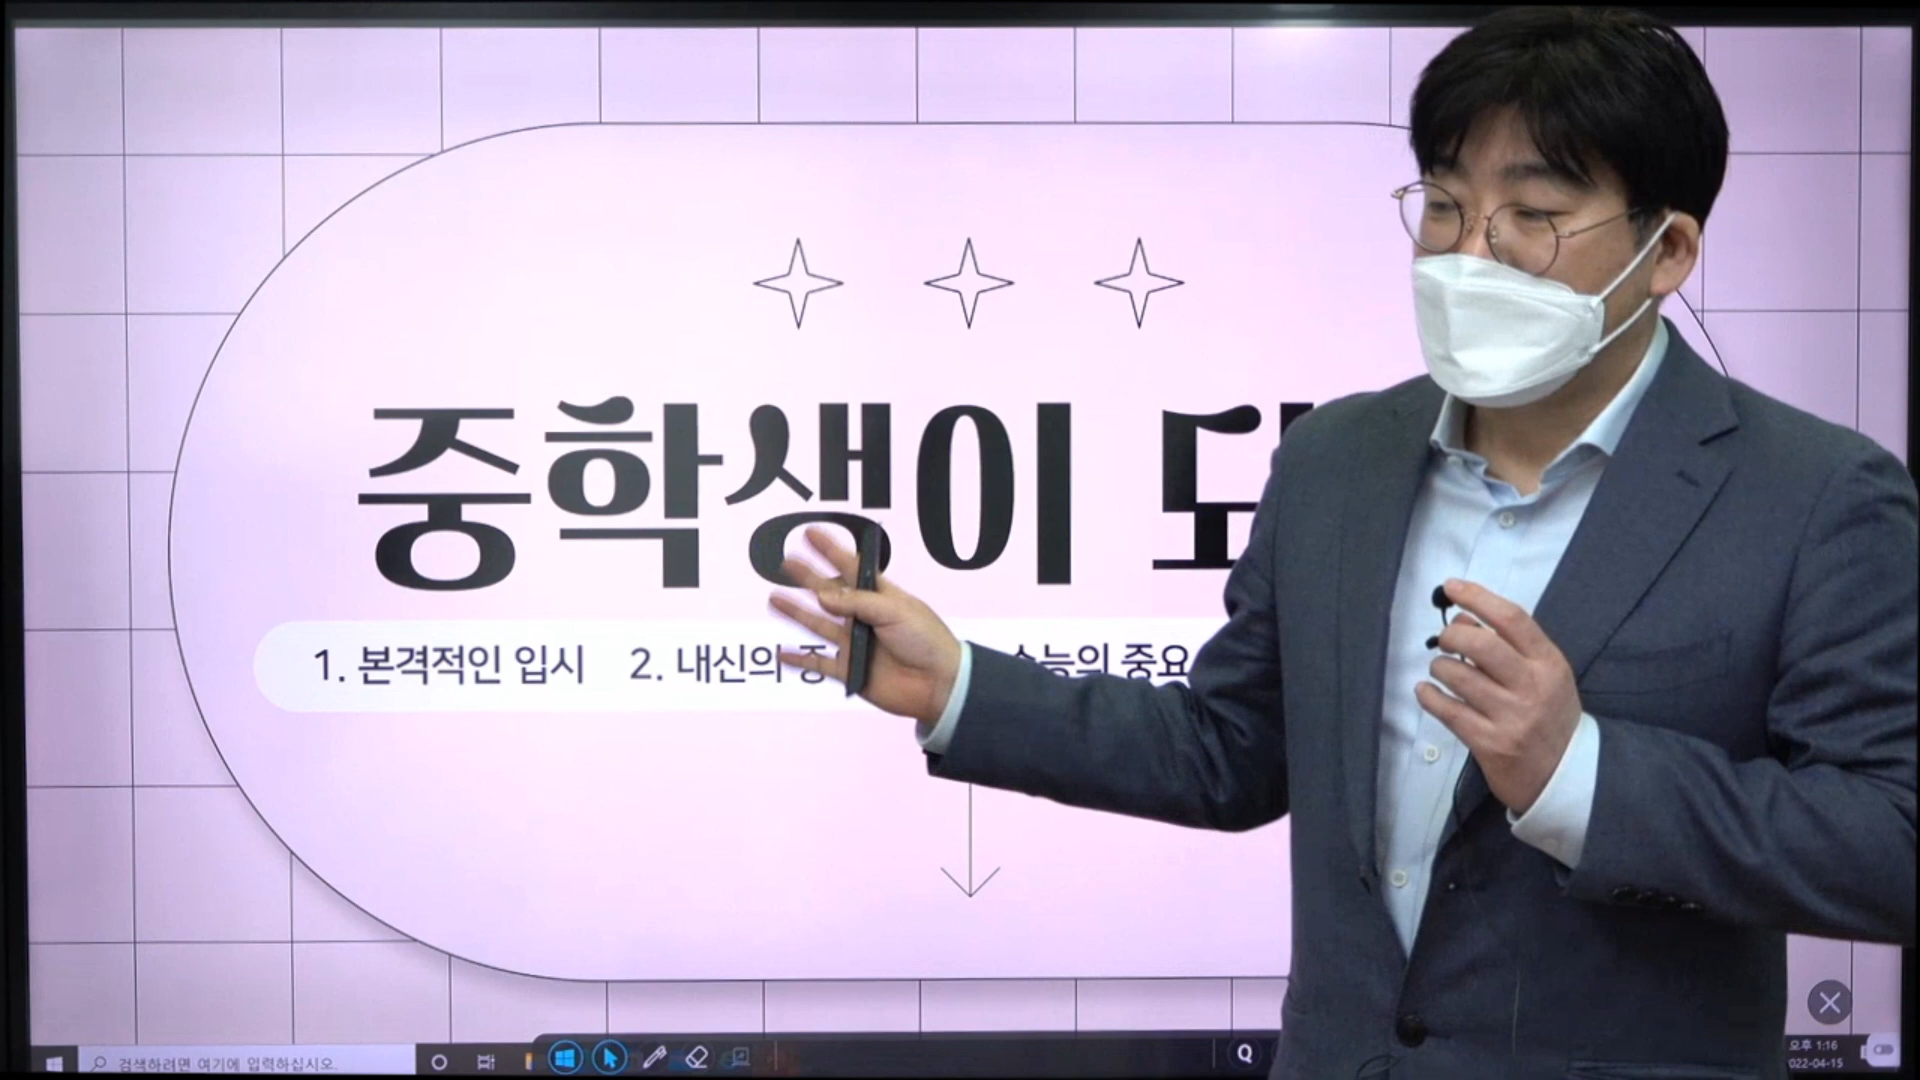 중학생이
1. 본격적인 입시 2. 내신의 수능의 중요
검색하려면 여기에 입력하십시오.
Q
오후 1:16
022-04-15